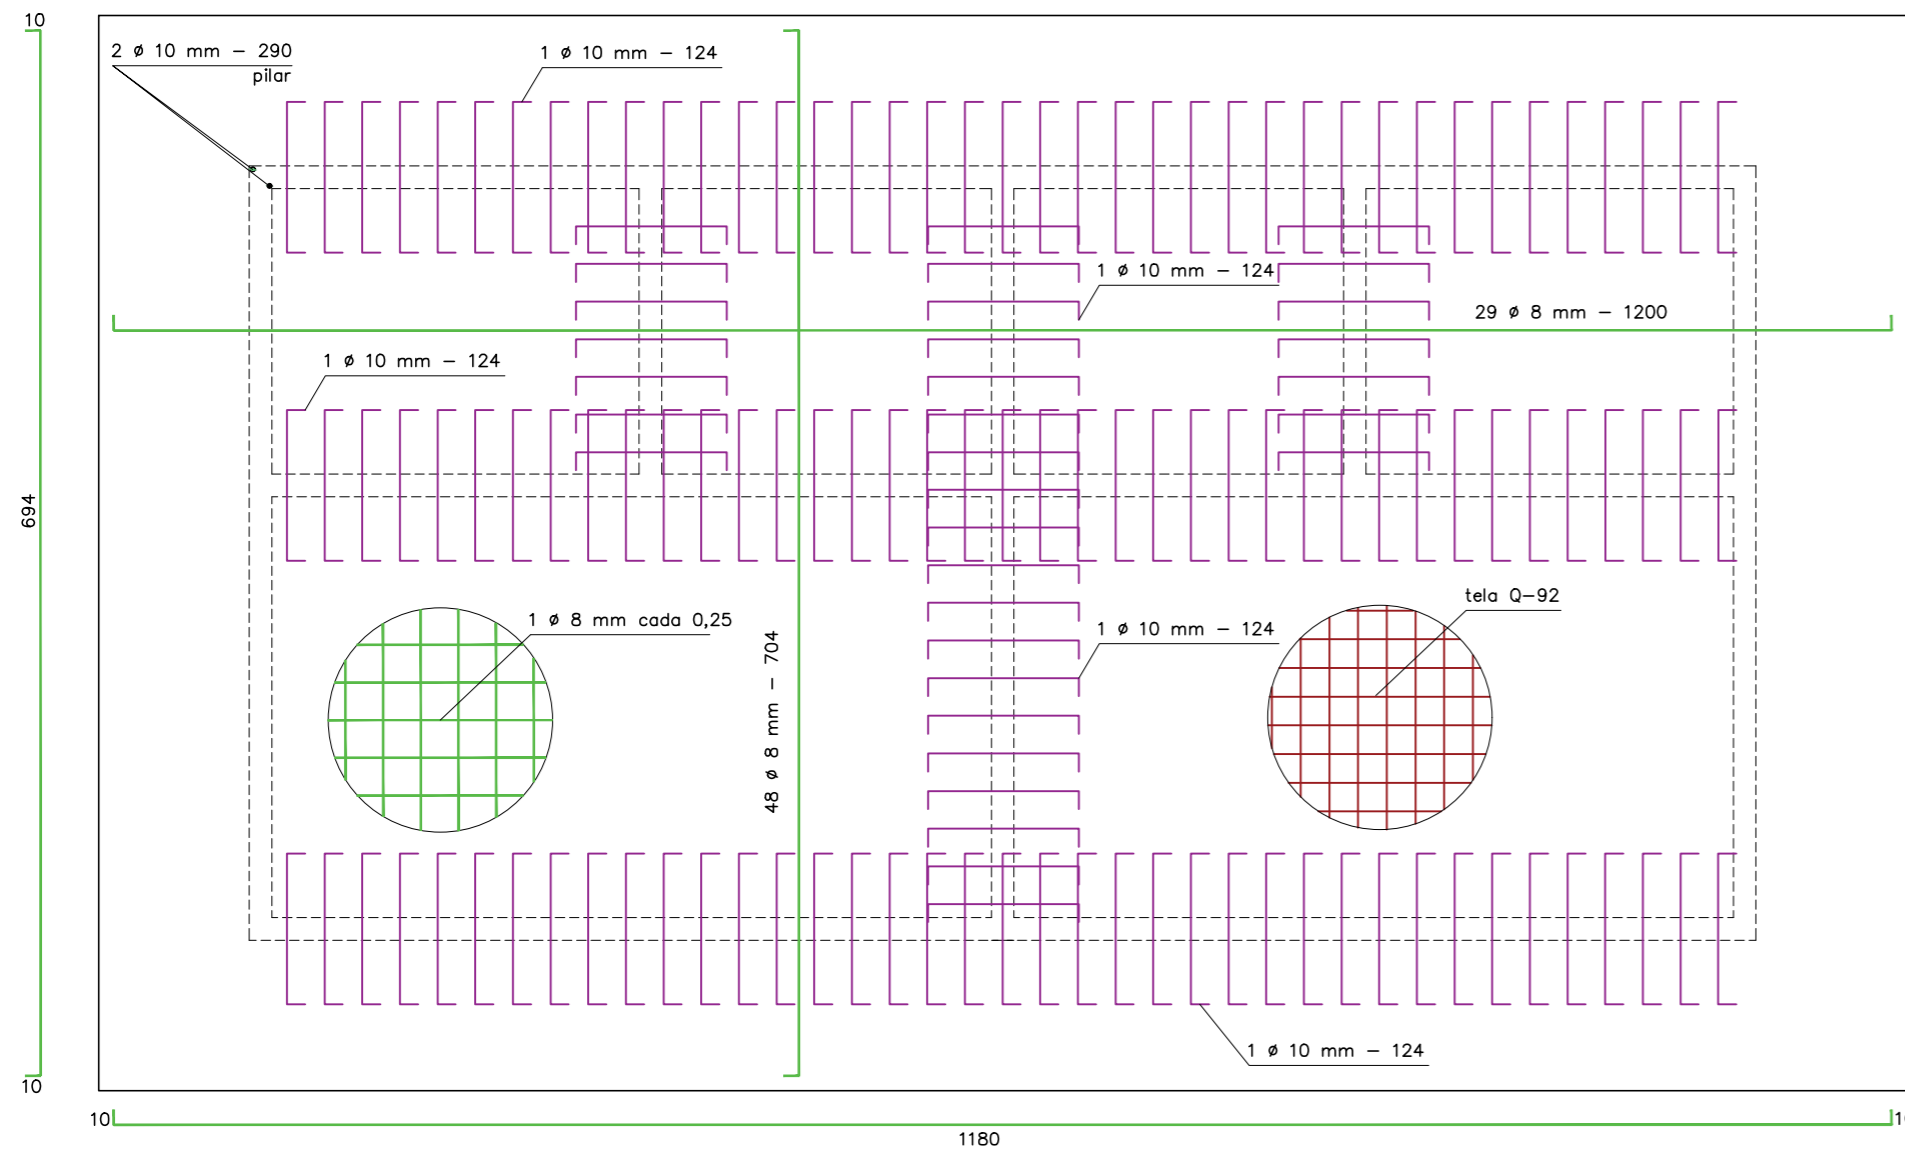 10
2 ø 10 mm – 290
pilar
1 ø 10 mm – 124
1 ø 10 mm – 124
29 ø 8 mm – 1200
1 ø 10 mm – 124
694
tela Q–92
1 ø 8 mm cada 0,25
1 ø 10 mm – 124
48 ø 8 mm – 704
1 ø 10 mm – 124
10
10
1180